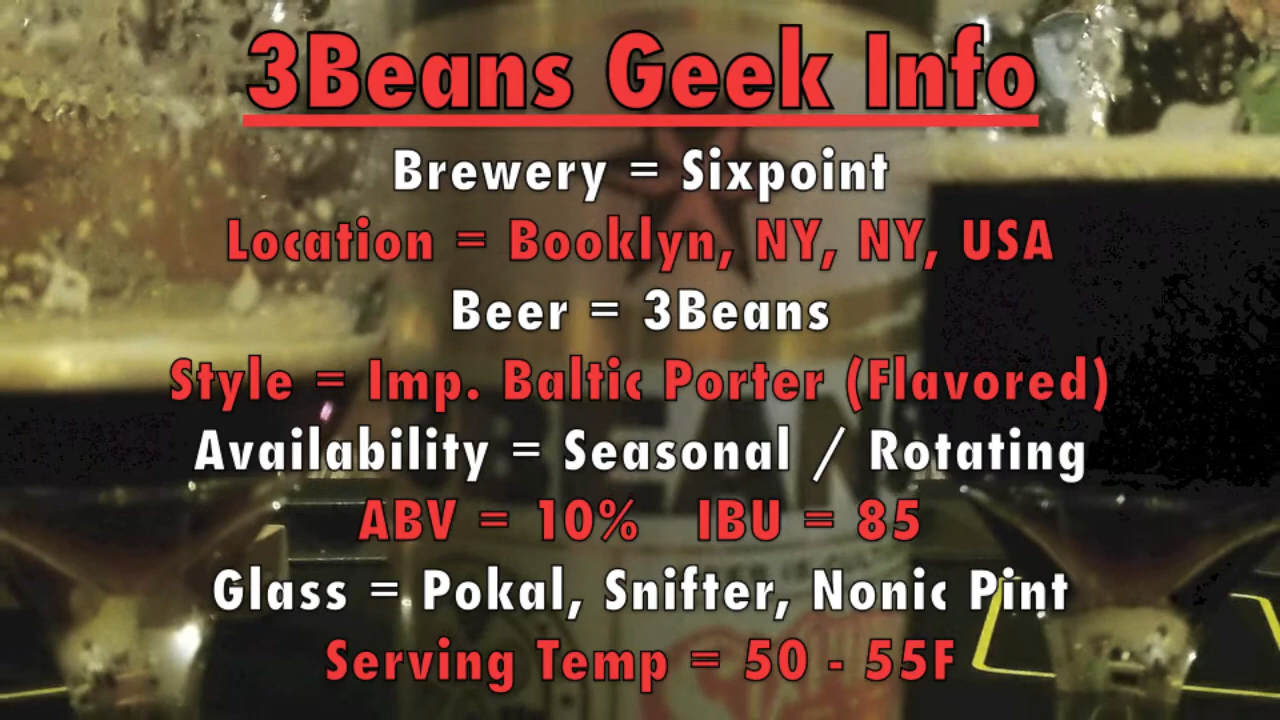 3Beans Geek Info
Brewery = Sixpoint
Location = Booklyn, NY, NY, USA
Beer = 3Beans
Style = Imp. Baltic Porter (Flavored)
Availability = Seasonal / Rotating
ABV = 10% IBU = 85
Glass = Pokal, Snifter, Nonic Pint
Serving Temp = 50 - 55F